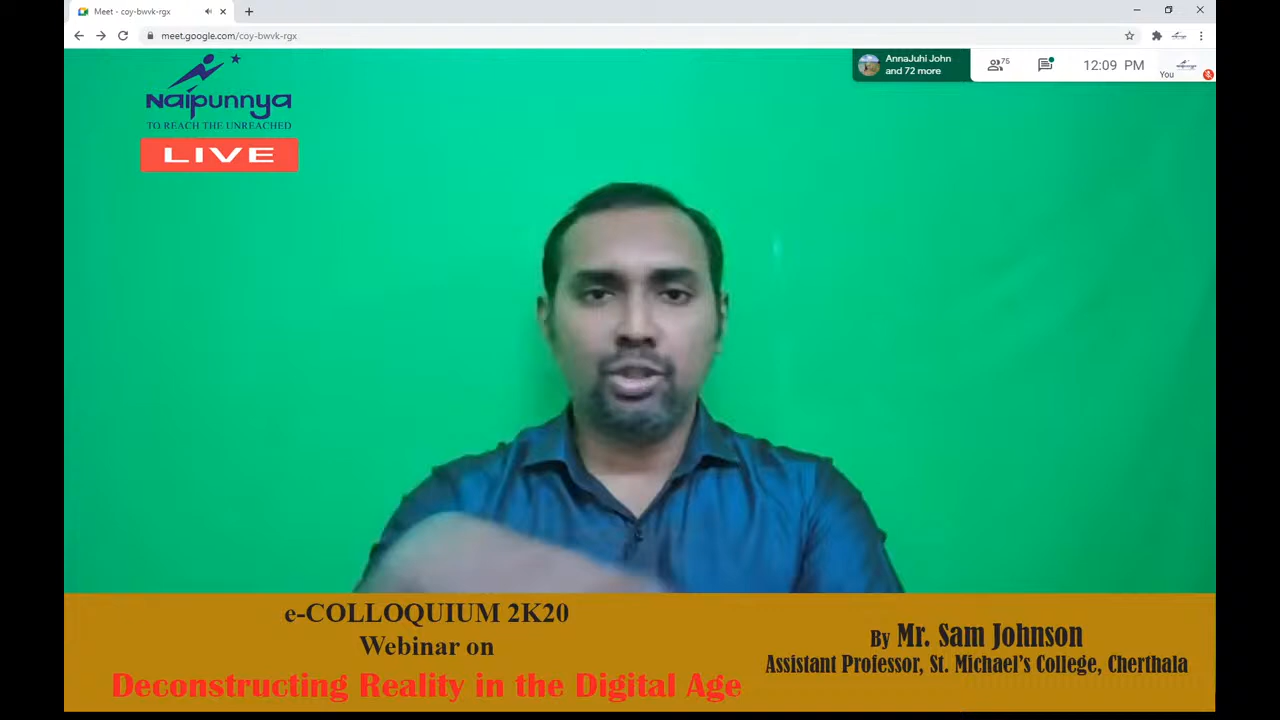 Meet - coy-bwvk-rgx
meet.google.com/coy-bwvk-rgx
Naipunnya
TO REACH THE UNREACHED
LIVE
AnnaJuhi John
and 72 more
75
12:09 PM
You
e-COLLOQUIUM 2K20
Webinar on
Deconstructing Reality in the Digital Age
By Mr. Sam Johnson
Assistant Professor, St. Michael's College, Cherthala